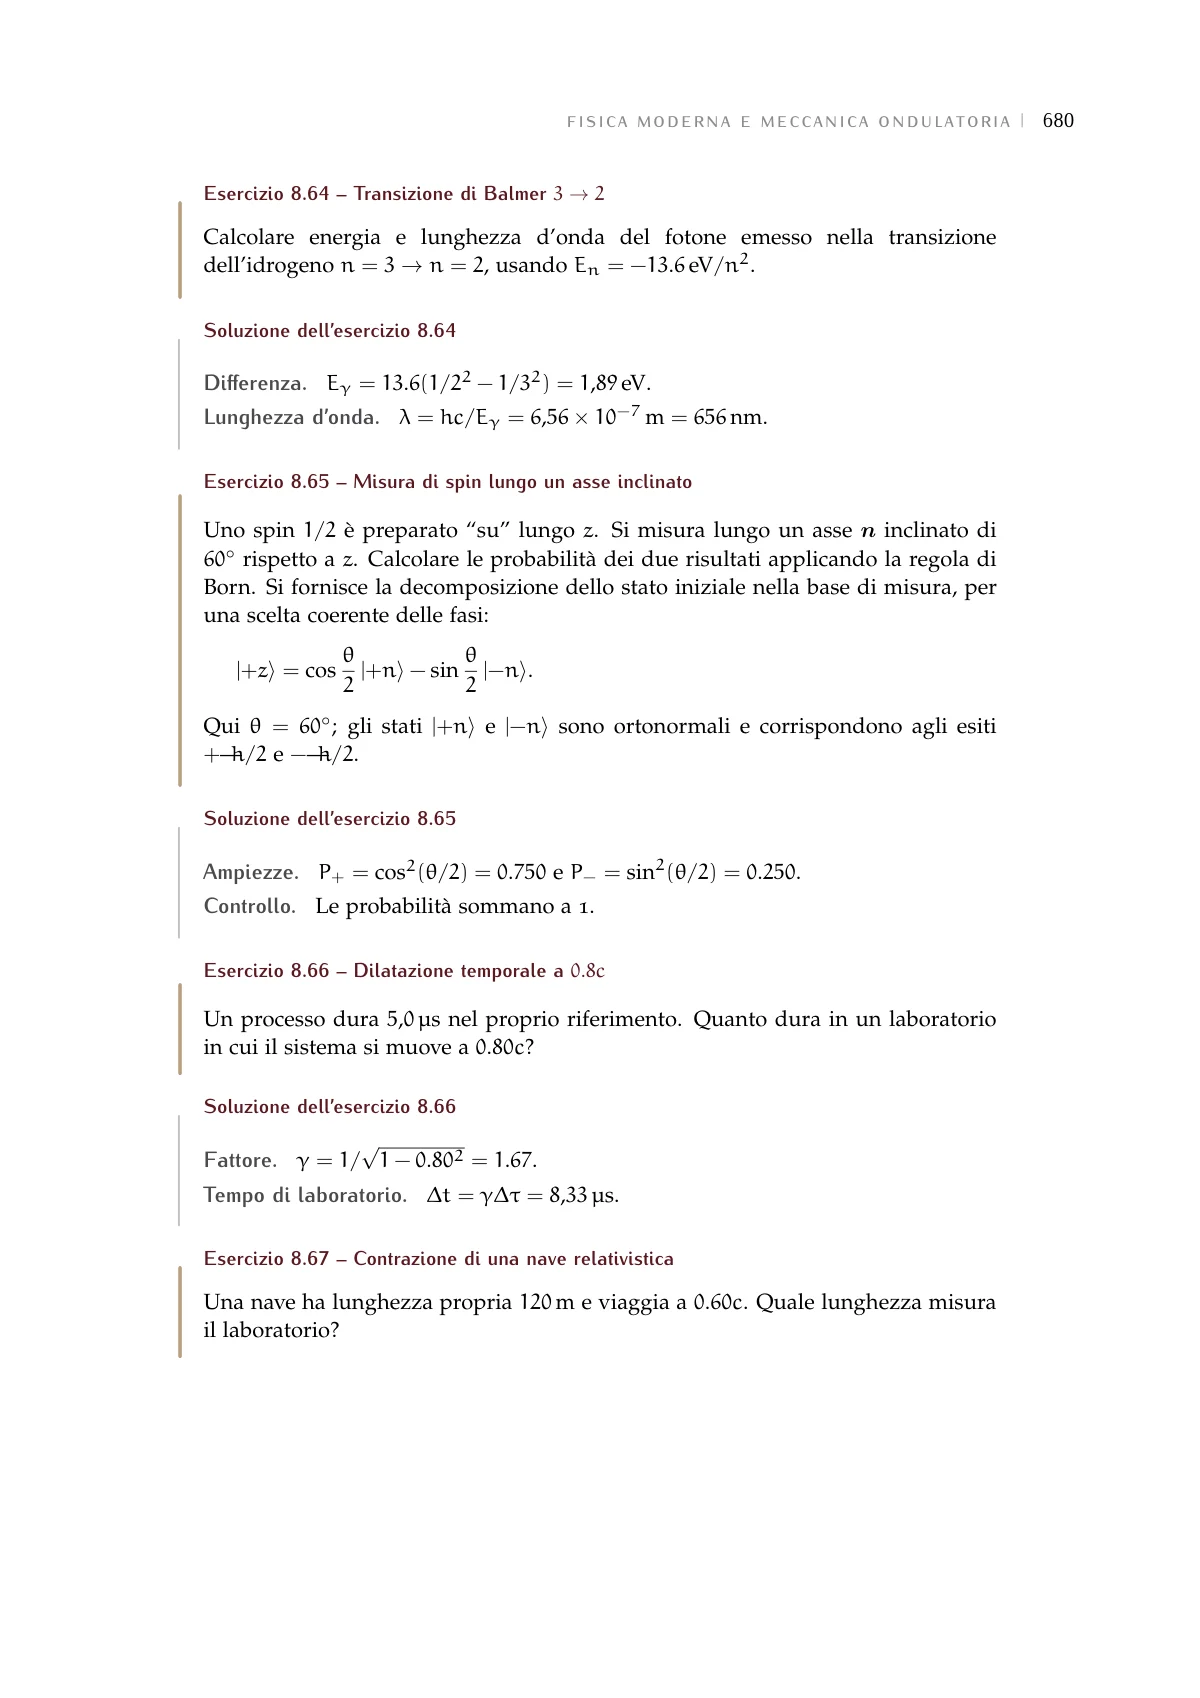 FISICA MODERNA E MECCANICA ONDULATORIA | 680
Esercizio 8.64 – Transizione di Balmer 3 → 2
Calcolare energia e lunghezza d’onda del fotone emesso nella transizione
dell’idrogeno n = 3 → n = 2, usando Eₙ = −13.6 eV/n².
Soluzione dell’esercizio 8.64
Differenza. E_γ = 13.6(1/2² − 1/3²) = 1,89 eV.
Lunghezza d’onda. λ = hc/E_γ = 6,56 × 10⁻⁷ m = 656 nm.
Esercizio 8.65 – Misura di spin lungo un asse inclinato
Uno spin 1/2 è preparato “su” lungo z. Si misura lungo un asse n inclinato di
60° rispetto a z. Calcolare le probabilità dei due risultati applicando la regola di
Born. Si fornisce la decomposizione dello stato iniziale nella base di misura, per
una scelta coerente delle fasi:
|+z⟩ = cos θ/2 |+n⟩ − sin θ/2 |−n⟩.
Qui θ = 60°; gli stati |+n⟩ e |−n⟩ sono ortonormali e corrispondono agli esiti
+ħ/2 e −ħ/2.
Soluzione dell’esercizio 8.65
Ampiezze. P₊ = cos²(θ/2) = 0.750 e P₋ = sin²(θ/2) = 0.250.
Controllo. Le probabilità sommano a 1.
Esercizio 8.66 – Dilatazione temporale a 0.8c
Un processo dura 5,0 µs nel proprio riferimento. Quanto dura in un laboratorio
in cui il sistema si muove a 0.80c?
Soluzione dell’esercizio 8.66
Fattore. γ = 1/√(1 − 0.80²) = 1.67.
Tempo di laboratorio. Δt = γΔτ = 8,33 µs.
Esercizio 8.67 – Contrazione di una nave relativistica
Una nave ha lunghezza propria 120 m e viaggia a 0.60c. Quale lunghezza misura
il laboratorio?